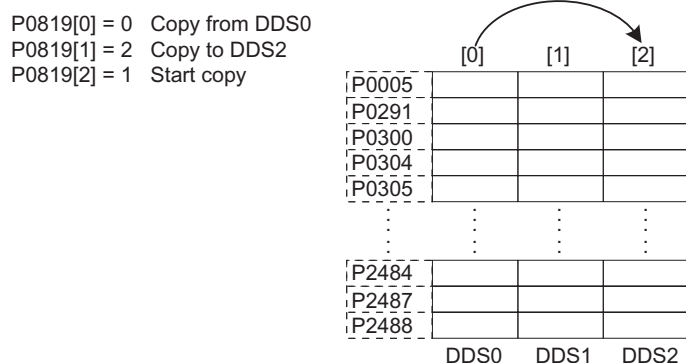 P0819[0] = 0 Copy from DDS0
P0819[1] = 2 Copy to DDS2
P0819[2] = 1 Start copy
[0] [1] [2]
P0005
P0291
P0300
P0304
P0305
P2484
P2487
P2488
DDS0 DDS1 DDS2